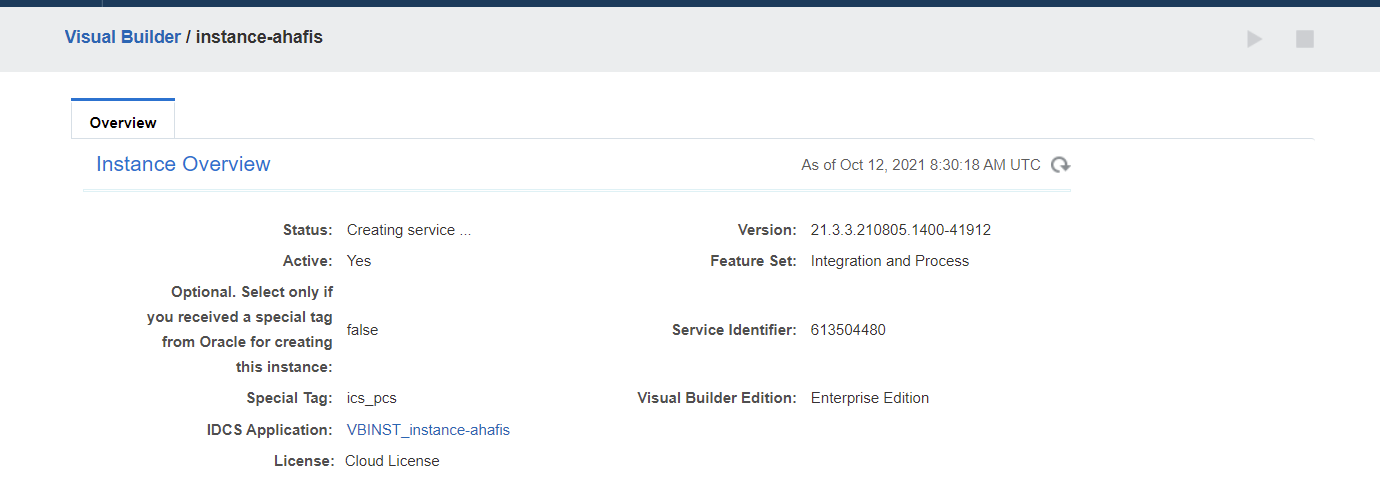 Visual Builder / instance-ahafis
Overview
Instance Overview
As of Oct 12, 2021 8:30:18 AM UTC
Status: Creating service ...
Version: 21.3.3.210805.1400-41912
Active: Yes
Feature Set: Integration and Process
Optional. Select only if
you received a special tag
from Oracle for creating
this instance:
false
Service Identifier: 613504480
Special Tag: ics_pcs
Visual Builder Edition: Enterprise Edition
IDCS Application: VBINST_instance-ahafis
License: Cloud License